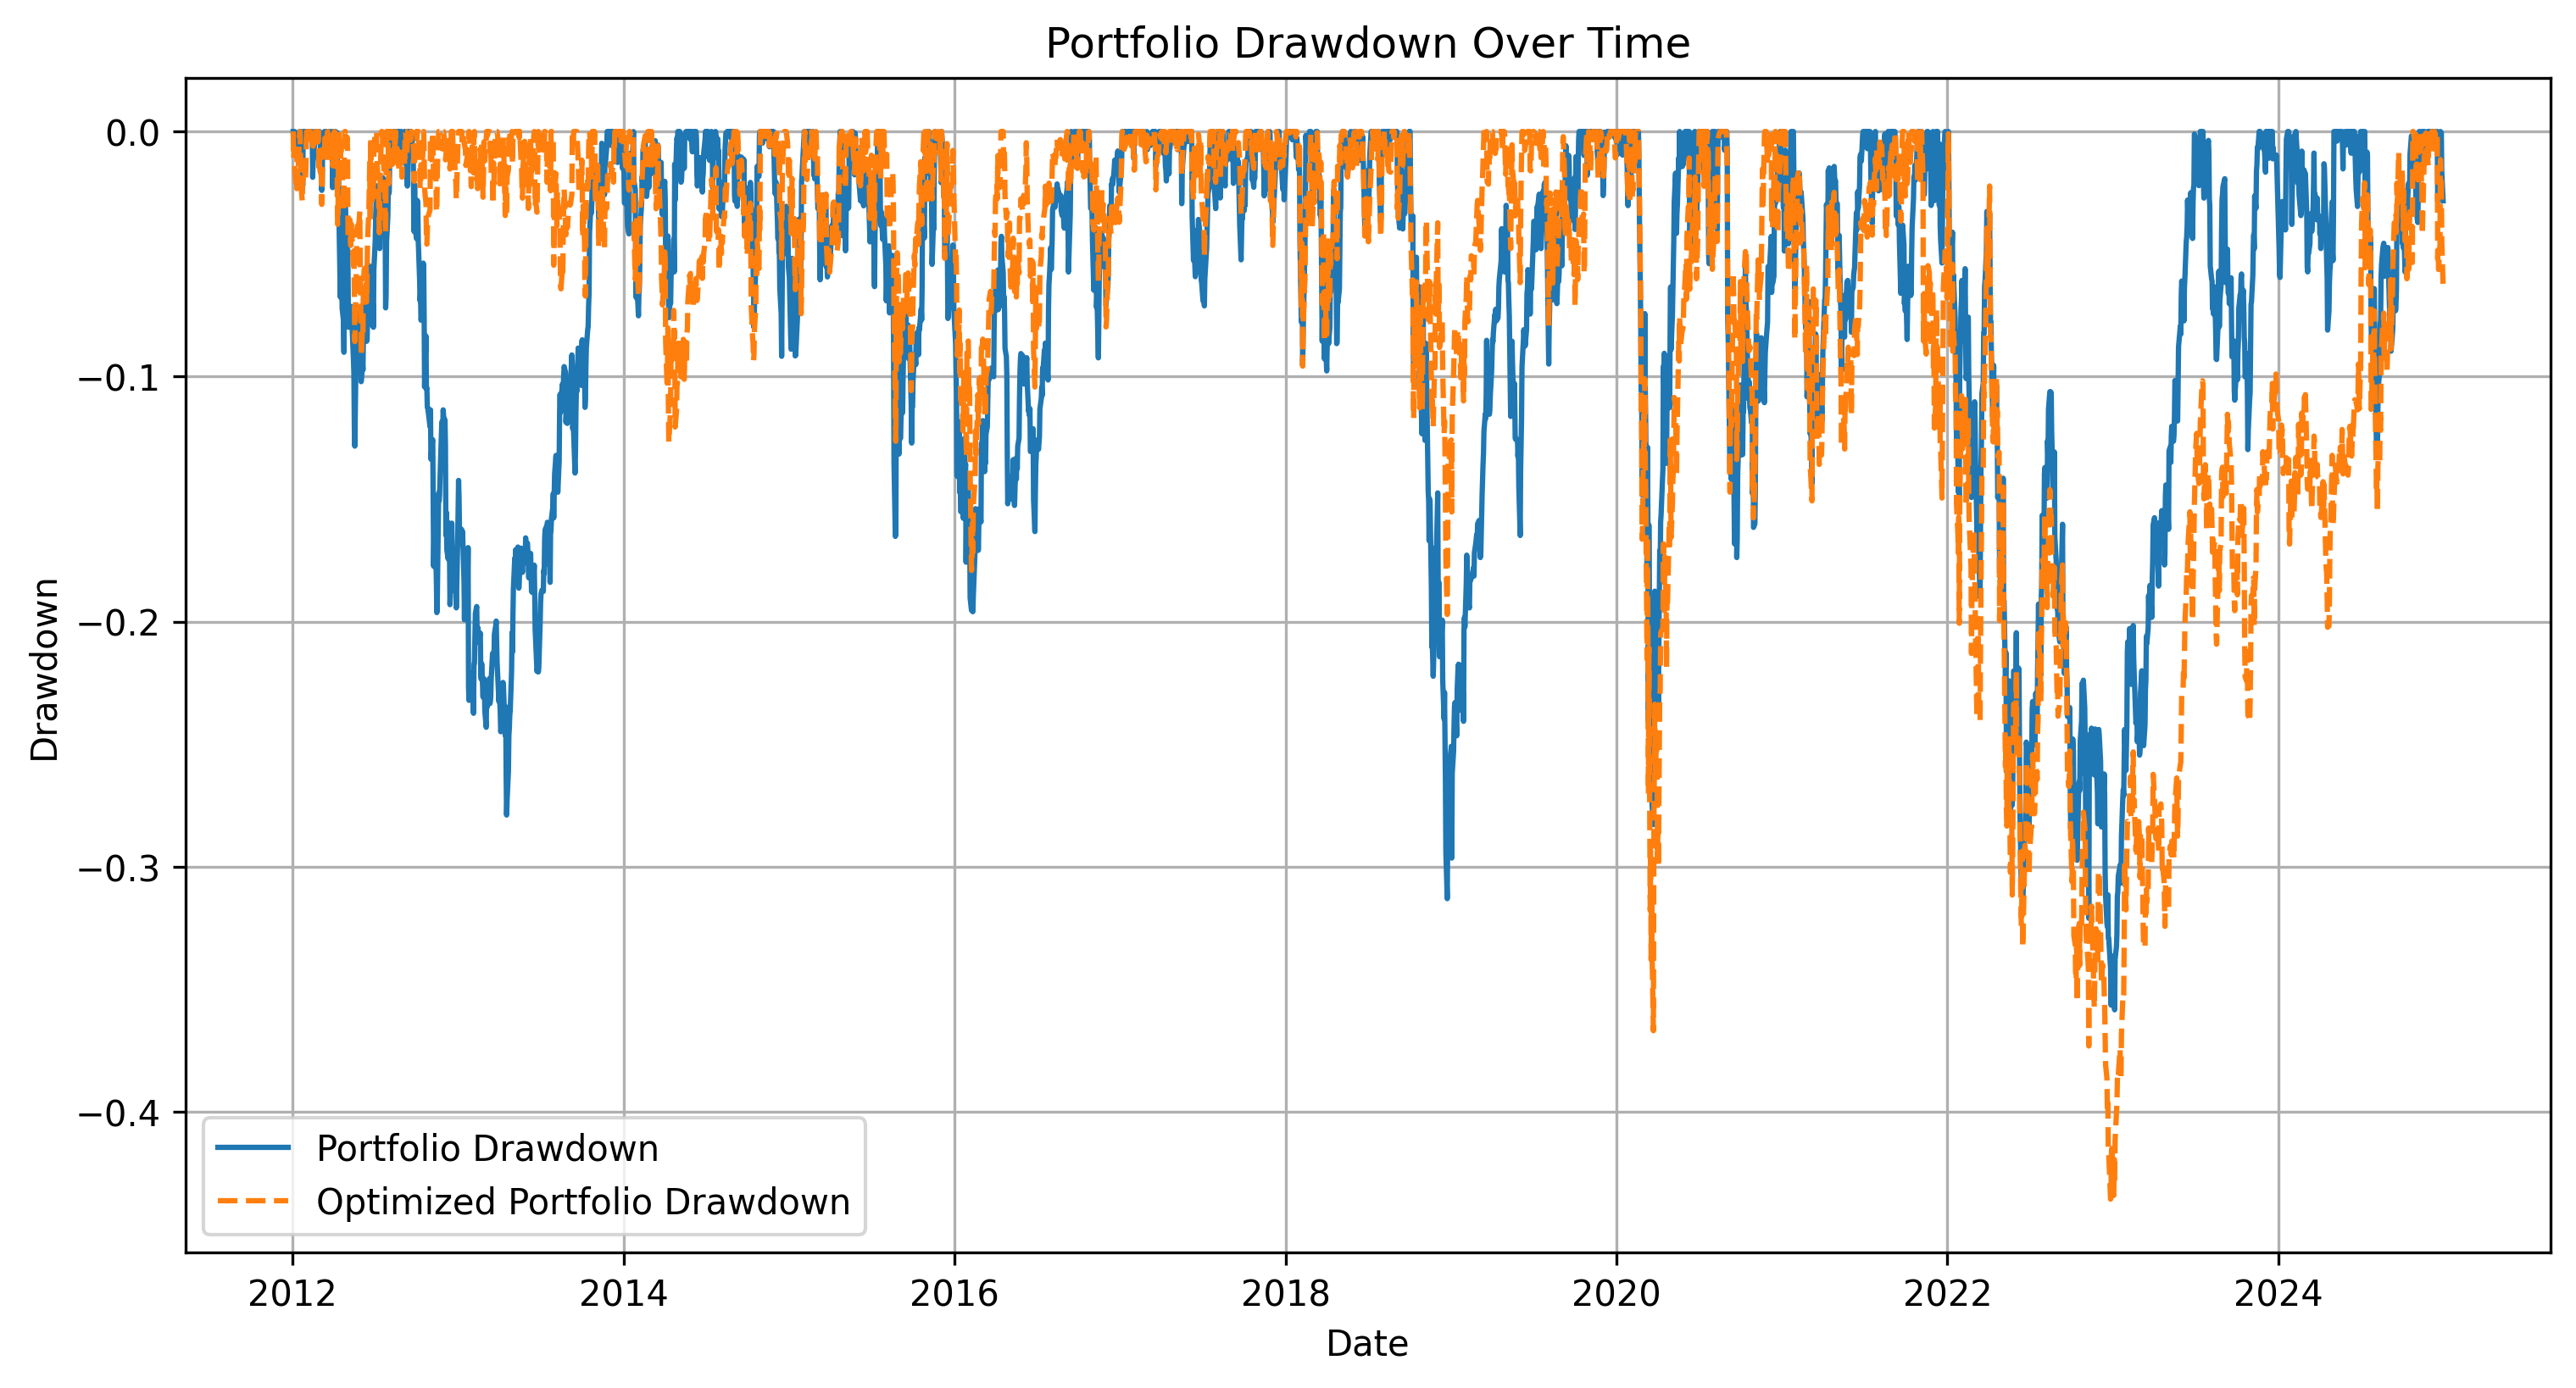 Portfolio Drawdown Over Time
0.0
−0.1
−0.2
−0.3
−0.4
Drawdown
Portfolio Drawdown
Optimized Portfolio Drawdown
2012 2014 2016 2018 2020 2022 2024
Date